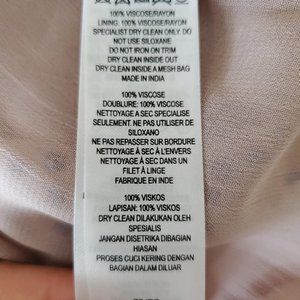 100% VISCOSE/RAYON
LINING: 100% VISCOSE/RAYON
SPECIALIST DRY CLEAN ONLY. DO
NOT USE SILOXANE
DO NOT IRON ON TRIM
DRY CLEAN INSIDE OUT
DRY CLEAN INSIDE A MESH BAG
MADE IN INDIA
100% VISCOSE
DOUBLURE: 100% VISCOSE
NETTOYAGE A SEC SPECIALISE
SEULEMENT. NE PAS UTILISER DE
SILOXANO
NE PAS REPASSER SUR BORDURE
NETTOYAGE À SEC À L'ENVERS
NETTOYAGE À SEC DANS UN
FILET À LINGE
FABRIQUE EN INDE
100% VISKOS
LAPISAN: 100% VISKOS
DRY CLEAN DILAKUKAN OLEH
SPESIALIS
JANGAN DISETRIKA DIBAGIAN
HIASAN
PROSES CUCI KERING DENGAN
BAGIAN DALAM DILUAR